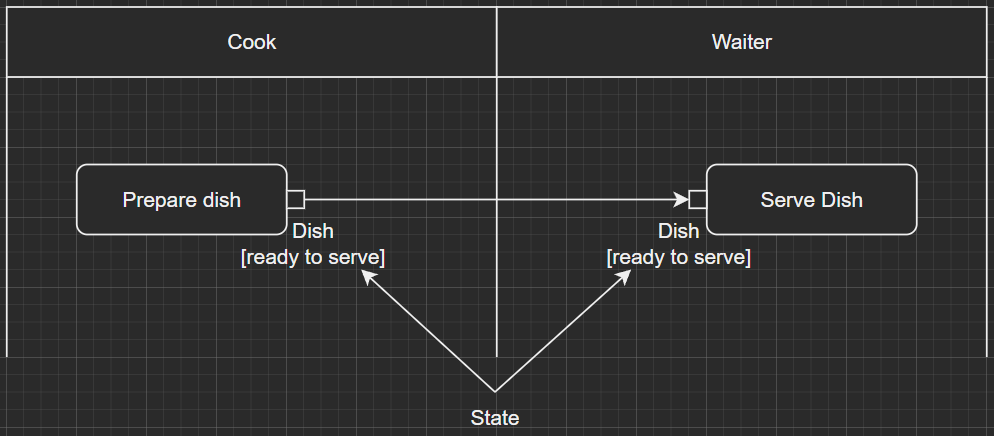 Cook
Waiter
Prepare dish
Serve Dish
Dish
[ready to serve]
Dish
[ready to serve]
State